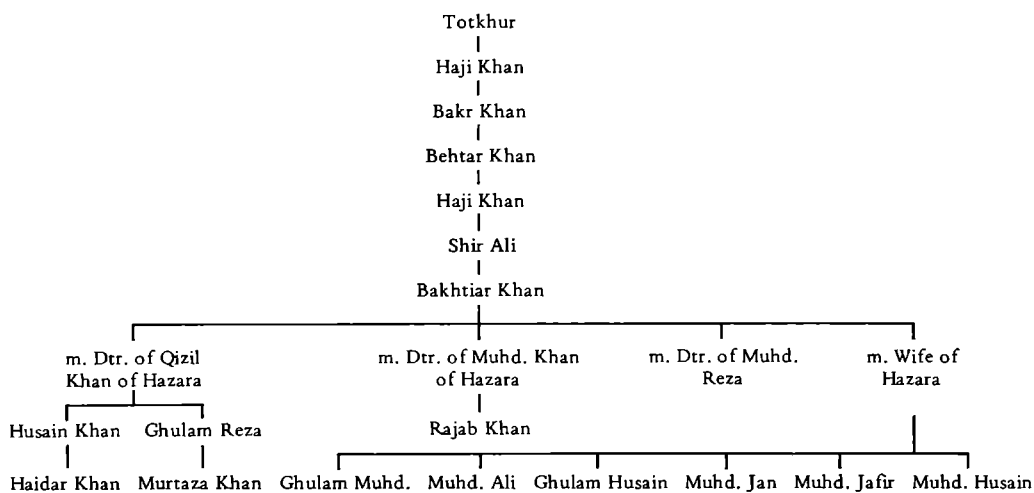 Totkhur
Haji Khan
Bakr Khan
Behtar Khan
Haji Khan
Shir Ali
Bakhtiar Khan
m. Dtr. of Qizil
Khan of Hazara
m. Dtr. of Muhd. Khan
of Hazara
m. Dtr. of Muhd.
Reza
m. Wife of
Hazara
Husain Khan
Ghulam Reza
Rajab Khan
Haidar Khan
Murtaza Khan
Ghulam Muhd.
Muhd. Ali
Ghulam Husain
Muhd. Jan
Muhd. Jafir
Muhd. Husain